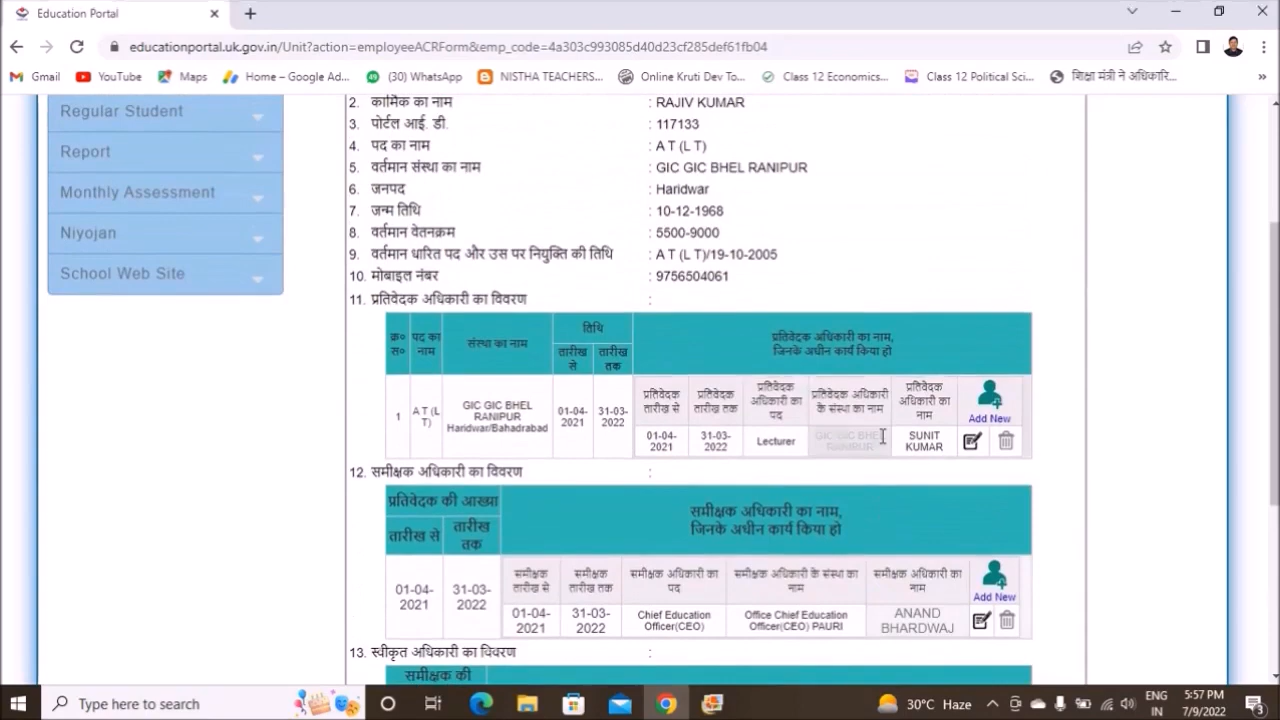 Education Portal
educationportal.uk.gov.in/Unit?action=employeeACRForm&emp_code=4a303c993085d40d23cf285def61fb04
Gmail YouTube Maps Home – Google Ad... (30) WhatsApp NISTHA TEACHERS... Online Kruti Dev To... Class 12 Economics... Class 12 Political Sci... शिक्षा मंत्री ने अधिकारि... »
Regular Student
Report
Monthly Assessment
Niyojan
School Web Site
2. कार्मिक का नाम : RAJIV KUMAR
3. पोर्टल आई. डी. : 117133
4. पद का नाम : A T (L T)
5. वर्तमान संस्था का नाम : GIC GIC BHEL RANIPUR
6. जनपद : Haridwar
7. जन्म तिथि : 10-12-1968
8. वर्तमान वेतनक्रम : 5500-9000
9. वर्तमान धारित पद और उस पर नियुक्ति की तिथि : A T (L T)/19-10-2005
10. मोबाइल नंबर : 9756504061
11. प्रतिवेदक अधिकारी का विवरण :
क्र० स०
पद का नाम
संस्था का नाम
तिथि
तारीख से
तारीख तक
प्रतिवेदक अधिकारी का नाम,
जिनके अधीन कार्य किया हो
1
A T (L T)
GIC GIC BHEL
RANIPUR
Haridwar/Bahadrabad
01-04-2021
31-03-2022
प्रतिवेदक तारीख से
प्रतिवेदक तारीख तक
प्रतिवेदक अधिकारी का पद
प्रतिवेदक अधिकारी के संस्था का नाम
प्रतिवेदक अधिकारी का नाम
Add New
01-04-2021
31-03-2022
Lecturer
GIC GIC BHEL
RANIPUR
SUNIT
KUMAR
12. समीक्षक अधिकारी का विवरण :
प्रतिवेदक की आख्या
तारीख से
तारीख तक
समीक्षक अधिकारी का नाम,
जिनके अधीन कार्य किया हो
01-04-2021
31-03-2022
समीक्षक तारीख से
समीक्षक तारीख तक
समीक्षक अधिकारी का पद
समीक्षक अधिकारी के संस्था का नाम
समीक्षक अधिकारी का नाम
Add New
01-04-2021
31-03-2022
Chief Education
Officer(CEO)
Office Chief Education
Officer(CEO) PAURI
ANAND
BHARDWAJ
13. स्वीकृत अधिकारी का विवरण :
समीक्षक की
Type here to search
30°C Haze
ENG
IN
5:57 PM
7/9/2022
3